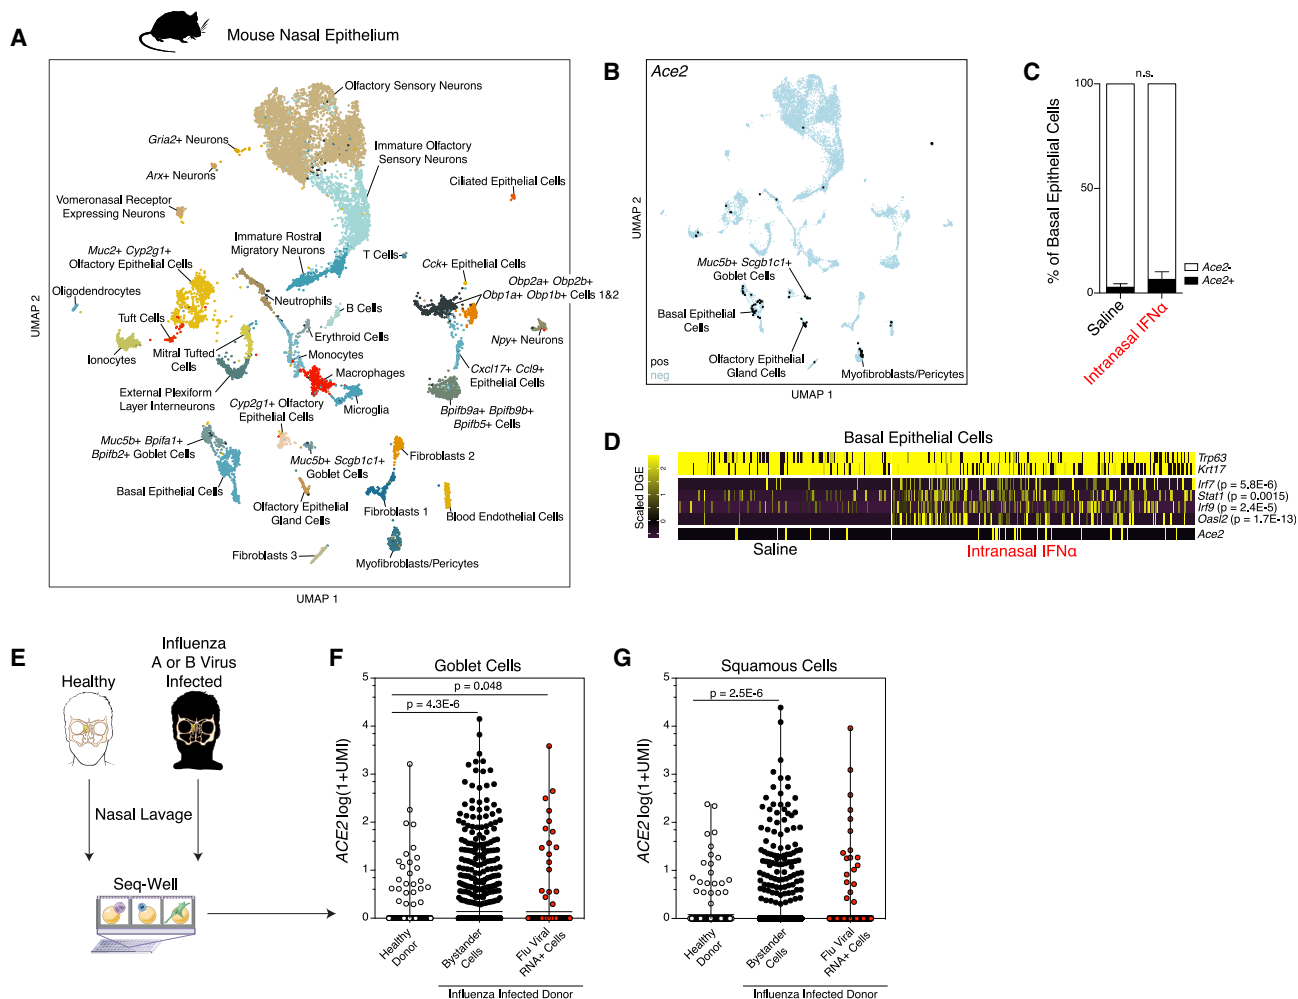 A
Mouse Nasal Epithelium
Olfactory Sensory Neurons
Gria2+ Neurons
Immature Olfactory
Sensory Neurons
Arx+ Neurons
Ciliated Epithelial Cells
Vomeronasal Receptor
Expressing Neurons
Immature Rostral
Migratory Neurons
T Cells
Muc2+ Cyp2g1+
Olfactory Epithelial Cells
Cck+ Epithelial Cells
Obp2a+ Obp2b+
Obp1a+ Obp1b+ Cells 1&2
Oligodendrocytes
Neutrophils
B Cells
Tuft Cells
Erythroid Cells
Npy+ Neurons
Ionocytes
Mitral Tufted
Cells
Monocytes
Macrophages
Cxcl17+ Ccl9+
Epithelial Cells
External Plexiform
Layer Interneurons
Microglia
Cyp2g1+ Olfactory
Epithelial Cells
Bpifb9a+ Bpifb9b+
Bpifb5+ Cells
Muc5b+ Bpifa1+
Bpifb2+ Goblet Cells
Muc5b+ Scgb1c1+
Goblet Cells
Fibroblasts 2
Basal Epithelial Cells
Olfactory Epithelial
Gland Cells
Fibroblasts 1
Blood Endothelial Cells
Fibroblasts 3
Myofibroblasts/Pericytes
UMAP 2
UMAP 1
B
Ace2
Muc5b+ Scgb1c1+
Goblet Cells
Basal Epithelial
Cells
Olfactory Epithelial
Gland Cells
Myofibroblasts/Pericytes
pos
neg
UMAP 2
UMAP 1
C
n.s.
100
50
0
% of Basal Epithelial Cells
Saline
Intranasal IFNα
Ace2-
Ace2+
D
Basal Epithelial Cells
Scaled DGE
2
1
0
Trp63
Krt17
Irf7 (p = 5.8E-6)
Stat1 (p = 0.0015)
Irf9 (p = 2.4E-5)
Oasl2 (p = 1.7E-13)
Ace2
Saline
Intranasal IFNα
E
Healthy
Influenza
A or B Virus
Infected
Nasal Lavage
Seq-Well
F
Goblet Cells
p = 0.048
p = 4.3E-6
5
4
3
2
1
0
ACE2 log(1+UMI)
Healthy
Donor
Bystander
Cells
Flu Viral
RNA+ Cells
Influenza Infected Donor
G
Squamous Cells
p = 2.5E-6
5
4
3
2
1
0
ACE2 log(1+UMI)
Healthy
Donor
Bystander
Cells
Flu Viral
RNA+ Cells
Influenza Infected Donor